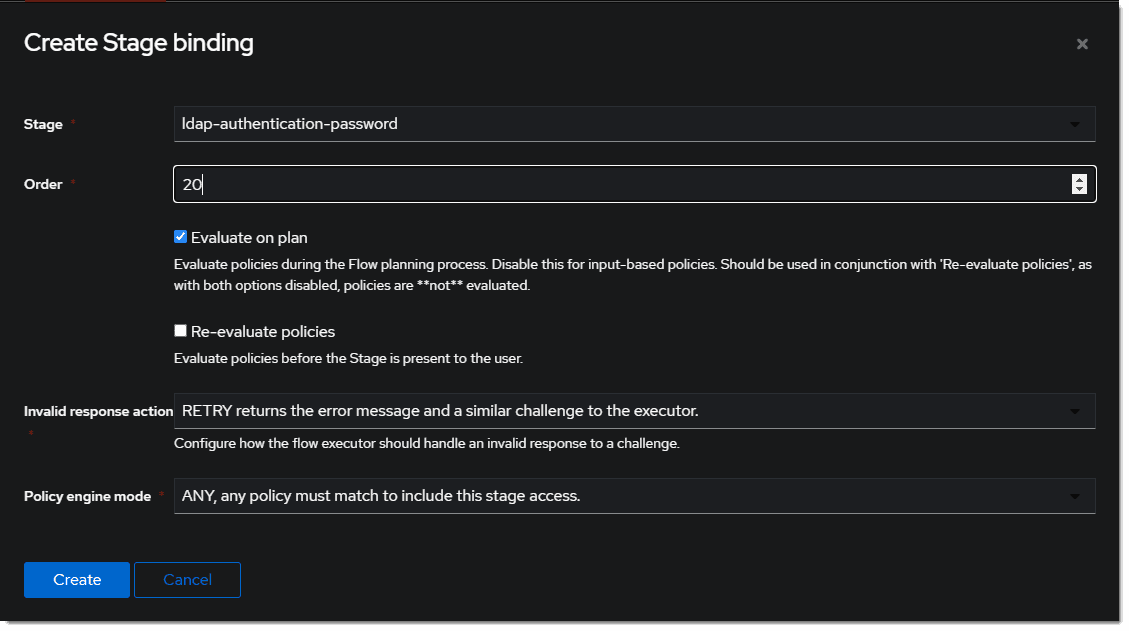 Create Stage binding
Stage *
ldap-authentication-password
Order *
20
Evaluate on plan
Evaluate policies during the Flow planning process. Disable this for input-based policies. Should be used in conjunction with 'Re-evaluate policies', as
with both options disabled, policies are **not** evaluated.
Re-evaluate policies
Evaluate policies before the Stage is present to the user.
Invalid response action
*
RETRY returns the error message and a similar challenge to the executor.
Configure how the flow executor should handle an invalid response to a challenge.
Policy engine mode *
ANY, any policy must match to include this stage access.
Create
Cancel